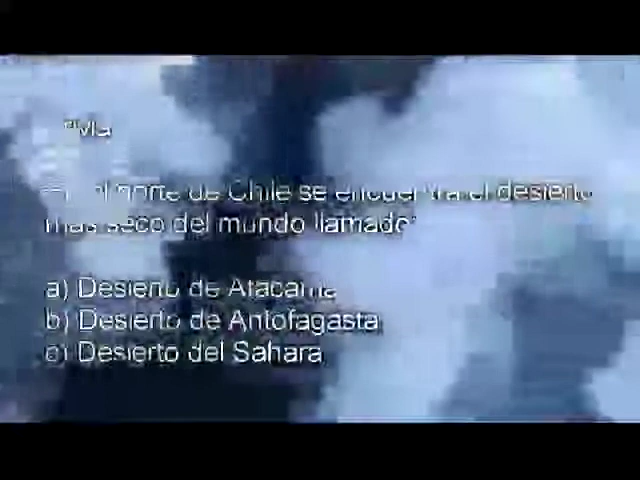 norte de Chile se encuentra el desierto
más seco del mundo llamado:
a) Desierto de Atacama
b) Desierto de Antofagasta
c) Desierto del Sahara